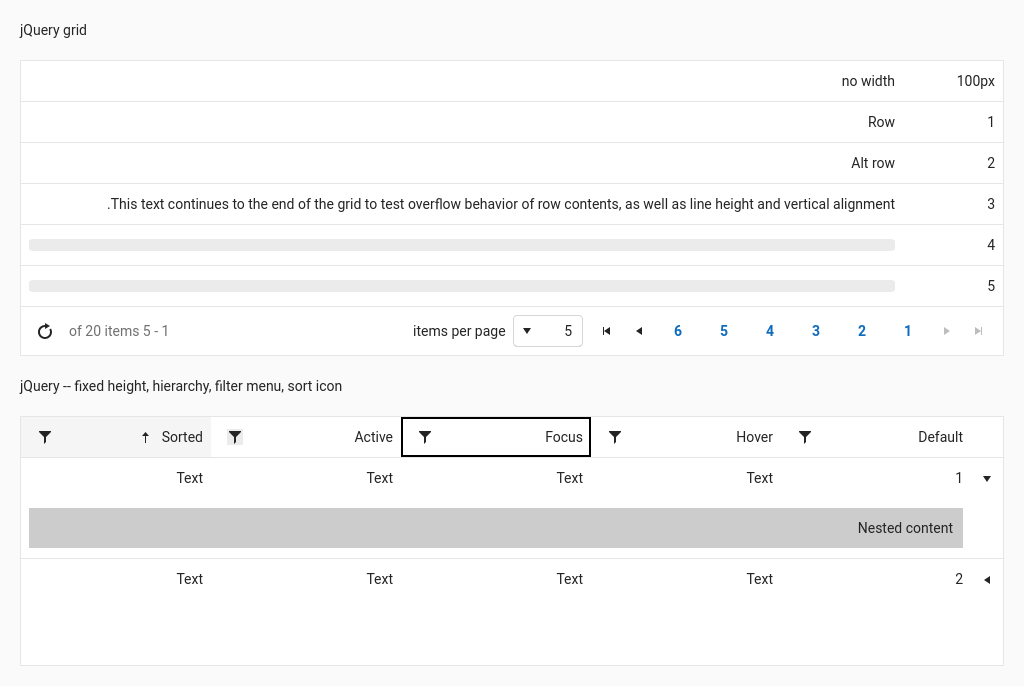 jQuery grid
no width 100px
Row 1
Alt row 2
.This text continues to the end of the grid to test overflow behavior of row contents, as well as line height and vertical alignment 3
4
5
of 20 items 5 - 1 items per page 5 6 5 4 3 2 1
jQuery -- fixed height, hierarchy, filter menu, sort icon
Sorted Active Focus Hover Default
Text Text Text Text 1
Nested content
Text Text Text Text 2